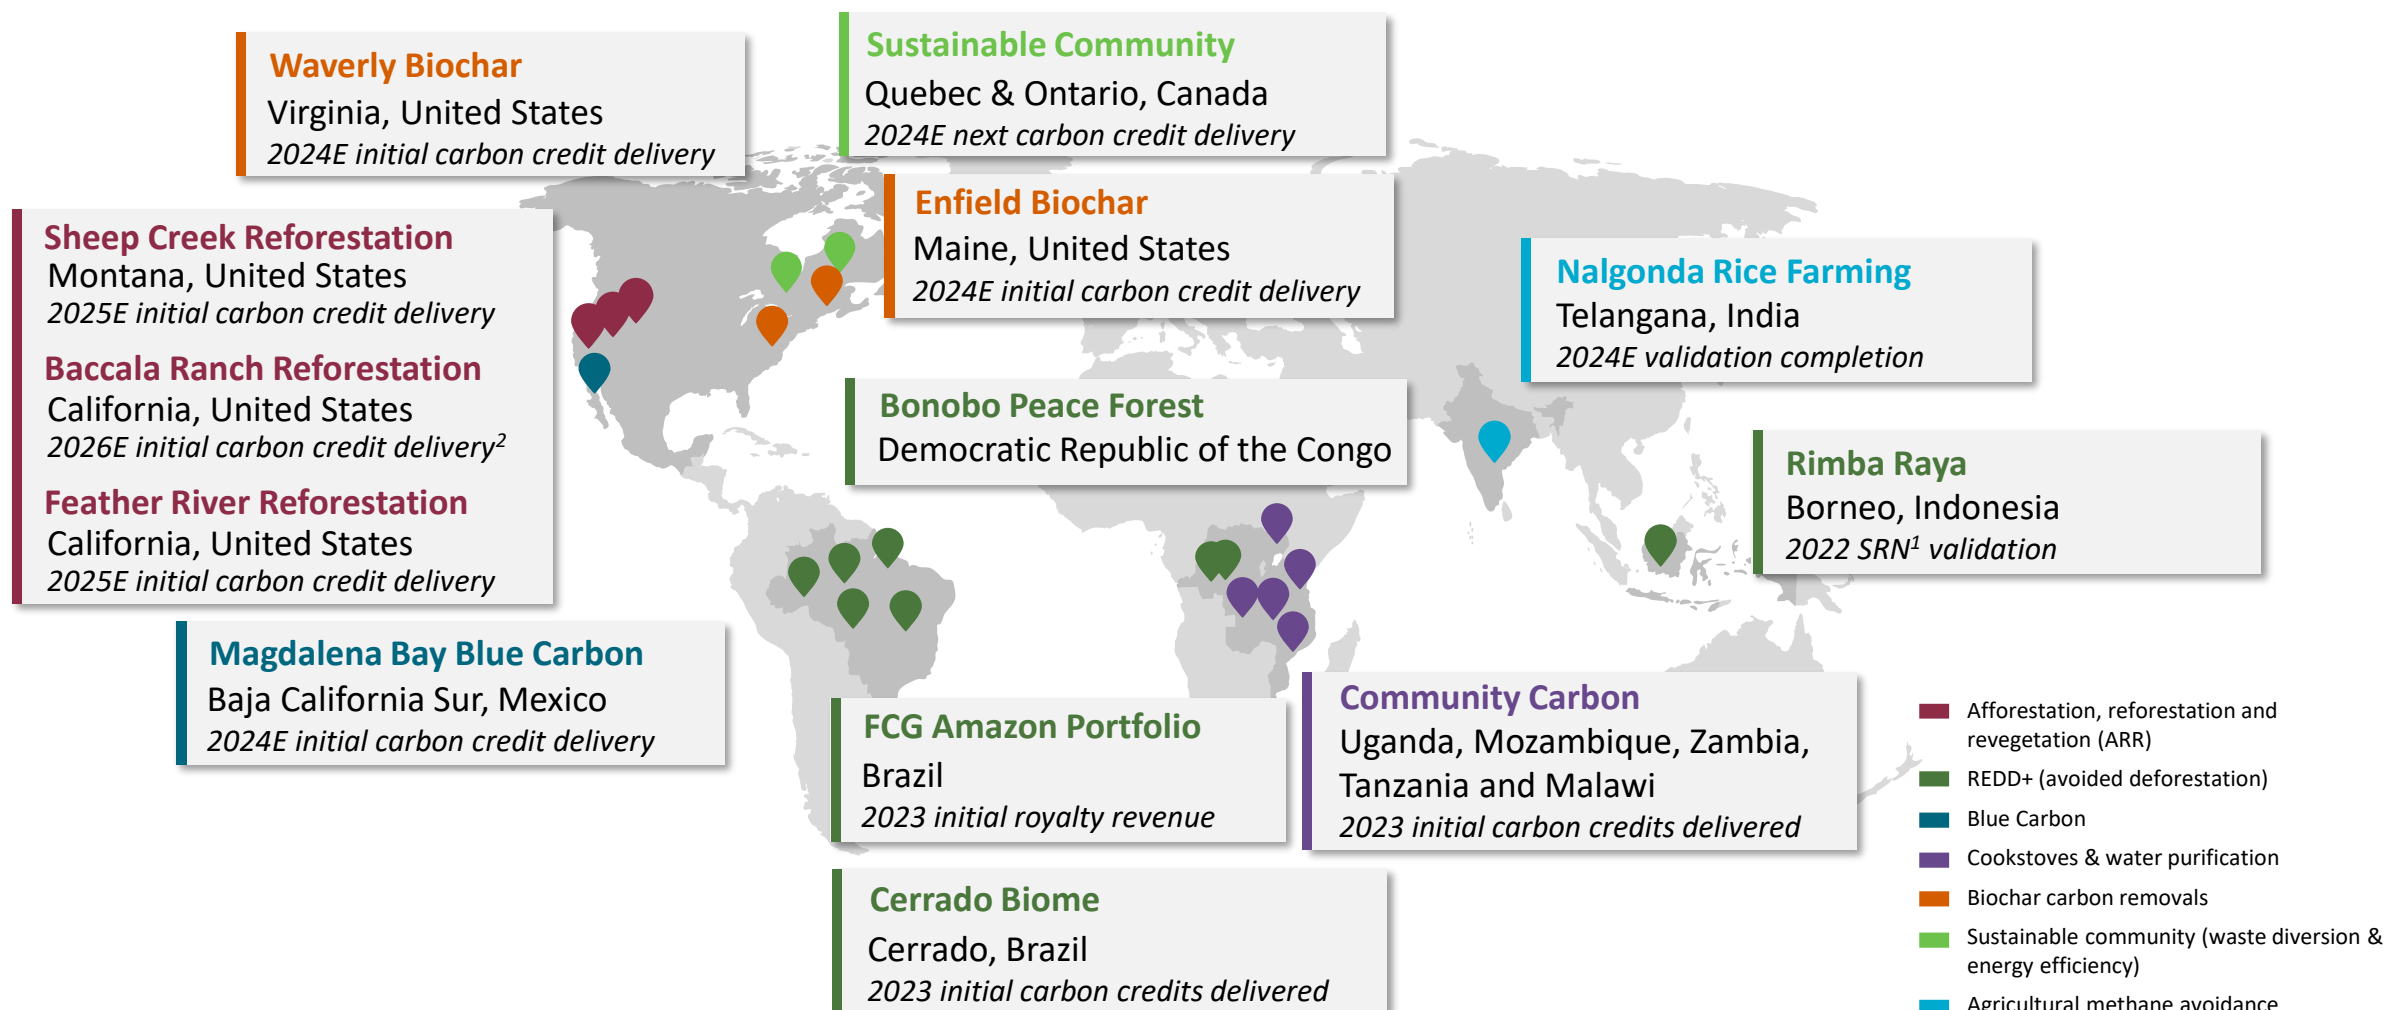 Waverly Biochar
Virginia, United States
2024E initial carbon credit delivery
Sustainable Community
Quebec & Ontario, Canada
2024E next carbon credit delivery
Enfield Biochar
Maine, United States
2024E initial carbon credit delivery
Sheep Creek Reforestation
Montana, United States
2025E initial carbon credit delivery
Baccala Ranch Reforestation
California, United States
2026E initial carbon credit delivery²
Feather River Reforestation
California, United States
2025E initial carbon credit delivery
Nalgonda Rice Farming
Telangana, India
2024E validation completion
Bonobo Peace Forest
Democratic Republic of the Congo
Rimba Raya
Borneo, Indonesia
2022 SRN¹ validation
Magdalena Bay Blue Carbon
Baja California Sur, Mexico
2024E initial carbon credit delivery
FCG Amazon Portfolio
Brazil
2023 initial royalty revenue
Community Carbon
Uganda, Mozambique, Zambia,
Tanzania and Malawi
2023 initial carbon credits delivered
Cerrado Biome
Cerrado, Brazil
2023 initial carbon credits delivered
Afforestation, reforestation and
revegetation (ARR)
REDD+ (avoided deforestation)
Blue Carbon
Cookstoves & water purification
Biochar carbon removals
Sustainable community (waste diversion &
energy efficiency)
Agricultural methane avoidance